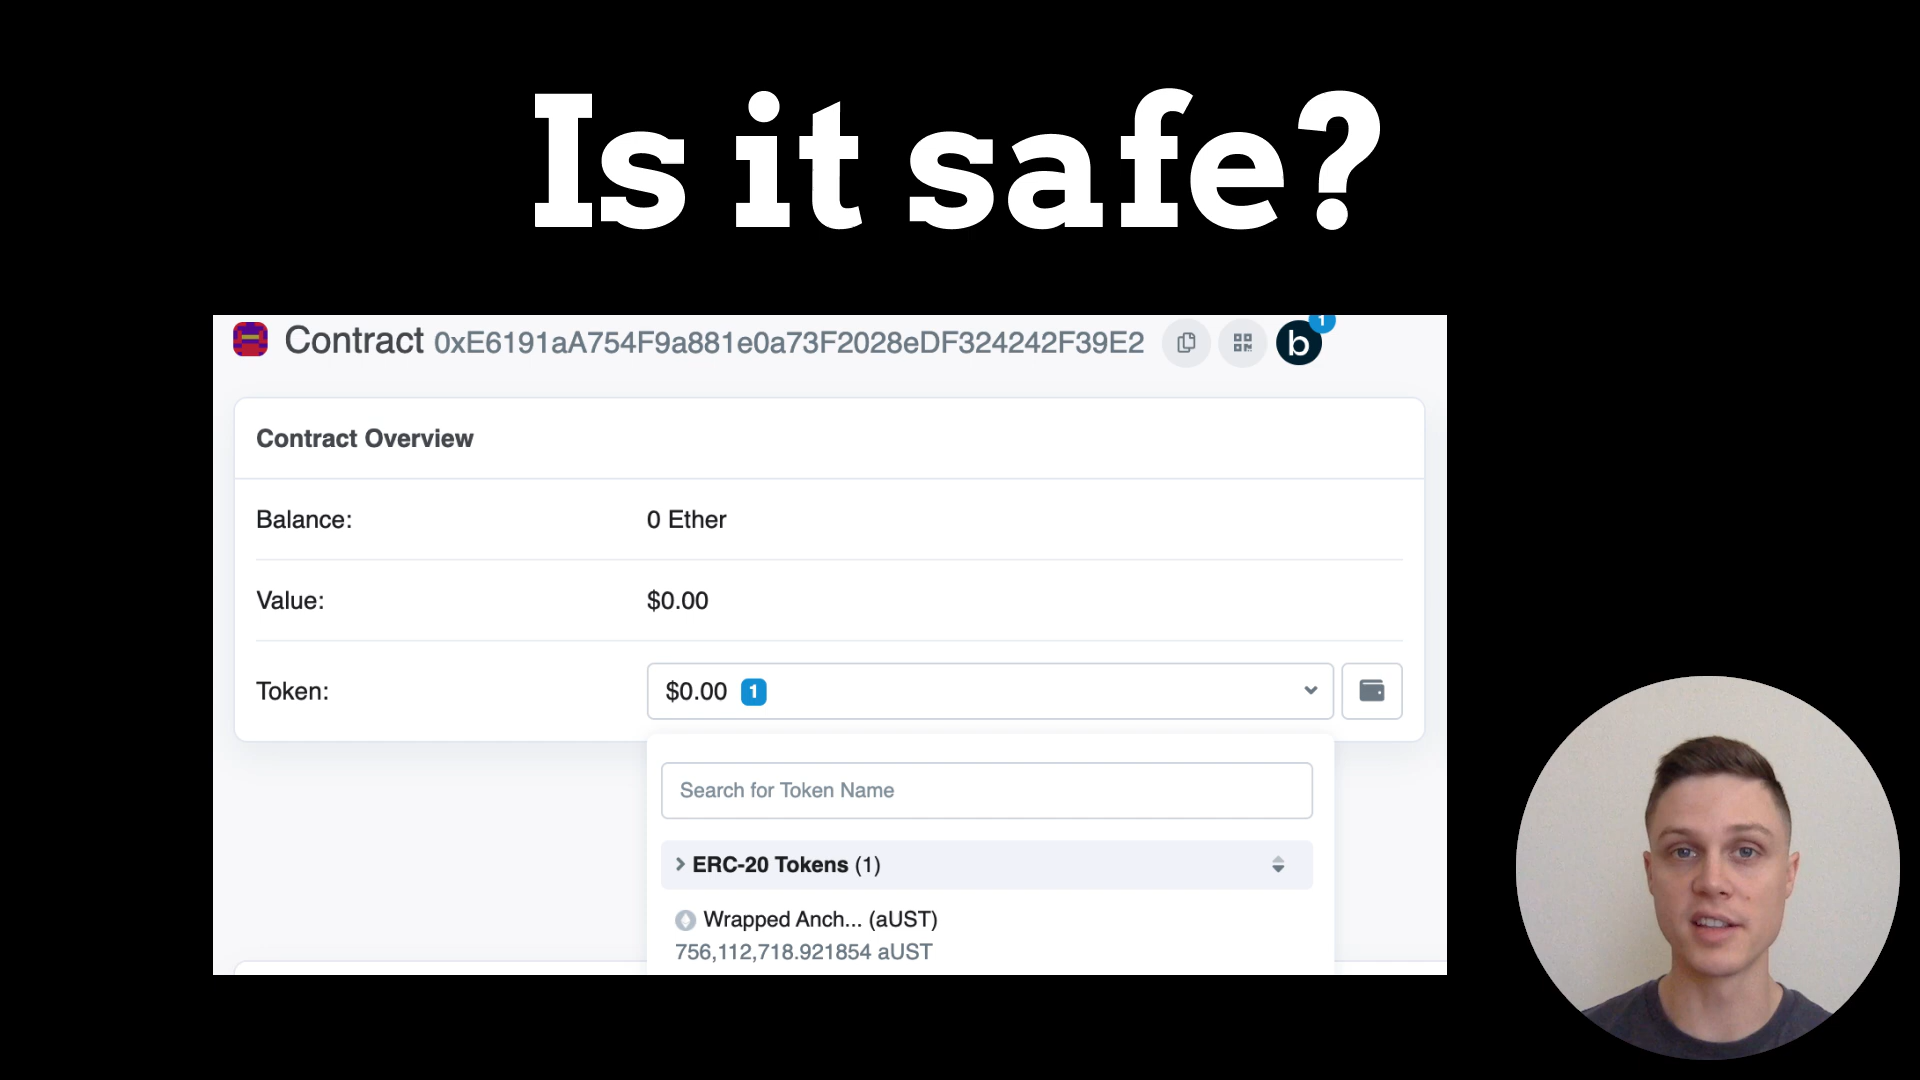 Is it safe?
Contract 0xE6191aA754F9a881e0a73F2028eDF324242F39E2 b 1
Contract Overview
Balance: 0 Ether
Value: $0.00
Token: $0.00 1
Search for Token Name
ERC-20 Tokens (1)
Wrapped Anch... (aUST)
756,112,718.921854 aUST